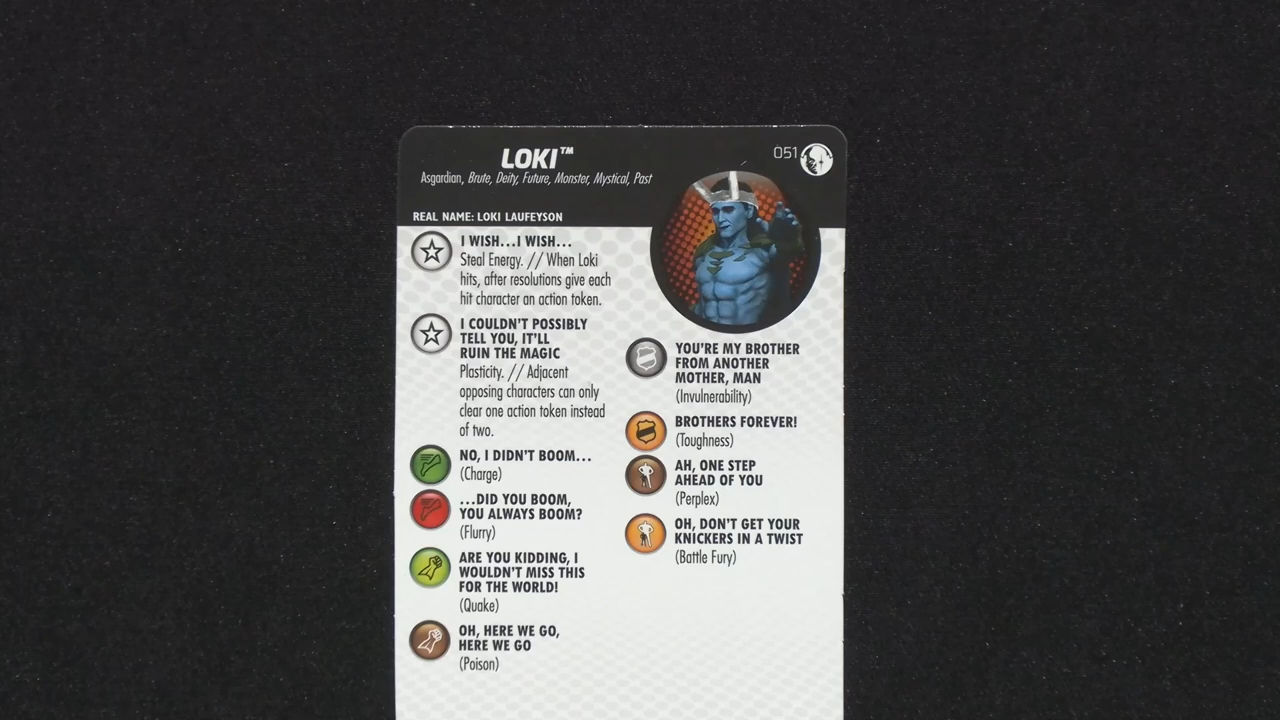 LOKI™
051
Asgardian, Brute, Deity, Future, Monster, Mystical, Past
REAL NAME: LOKI LAUFEYSON
I WISH...I WISH...
Steal Energy. // When Loki
hits, after resolutions give each
hit character an action token.
I COULDN'T POSSIBLY
TELL YOU, IT'LL
RUIN THE MAGIC
Plasticity. // Adjacent
opposing characters can only
clear one action token instead
of two.
NO, I DIDN'T BOOM...
(Charge)
...DID YOU BOOM,
YOU ALWAYS BOOM?
(Flurry)
ARE YOU KIDDING, I
WOULDN'T MISS THIS
FOR THE WORLD!
(Quake)
OH, HERE WE GO,
HERE WE GO
(Poison)
YOU'RE MY BROTHER
FROM ANOTHER
MOTHER, MAN
(Invulnerability)
BROTHERS FOREVER!
(Toughness)
AH, ONE STEP
AHEAD OF YOU
(Perplex)
OH, DON'T GET YOUR
KNICKERS IN A TWIST
(Battle Fury)